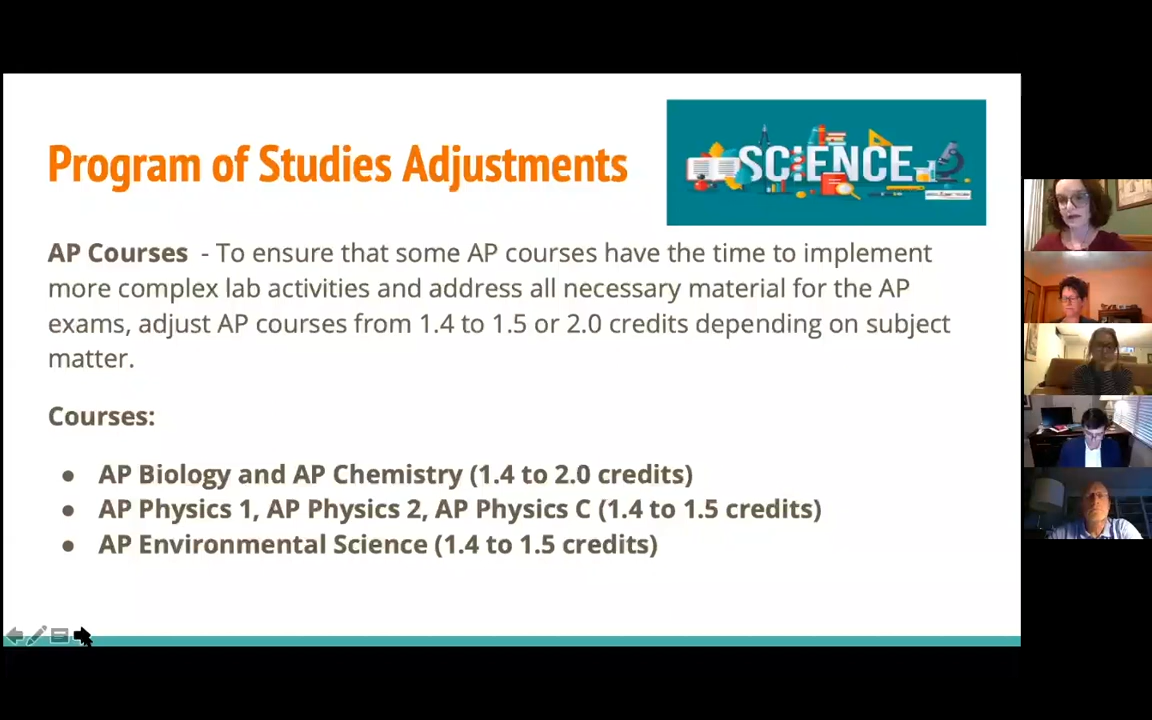 Program of Studies Adjustments
SCIENCE
AP Courses - To ensure that some AP courses have the time to implement
more complex lab activities and address all necessary material for the AP
exams, adjust AP courses from 1.4 to 1.5 or 2.0 credits depending on subject
matter.
Courses:
● AP Biology and AP Chemistry (1.4 to 2.0 credits)
● AP Physics 1, AP Physics 2, AP Physics C (1.4 to 1.5 credits)
● AP Environmental Science (1.4 to 1.5 credits)